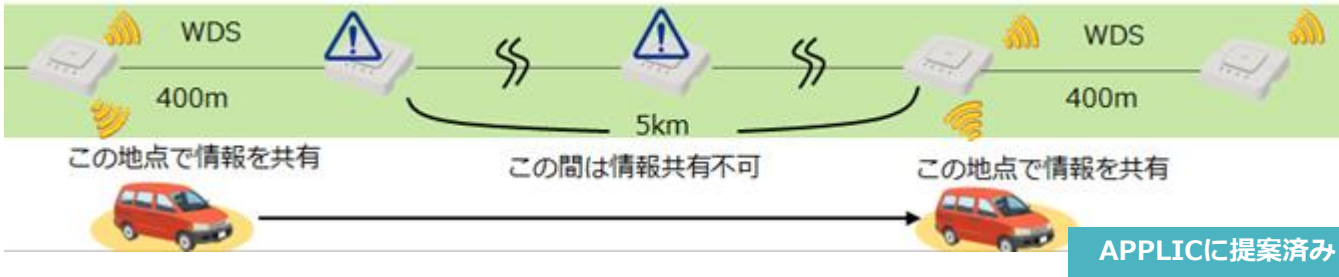 WDS
WDS
400m
400m
5km
この地点で情報を共有
この間は情報共有不可
この地点で情報を共有
APPLICに提案済み